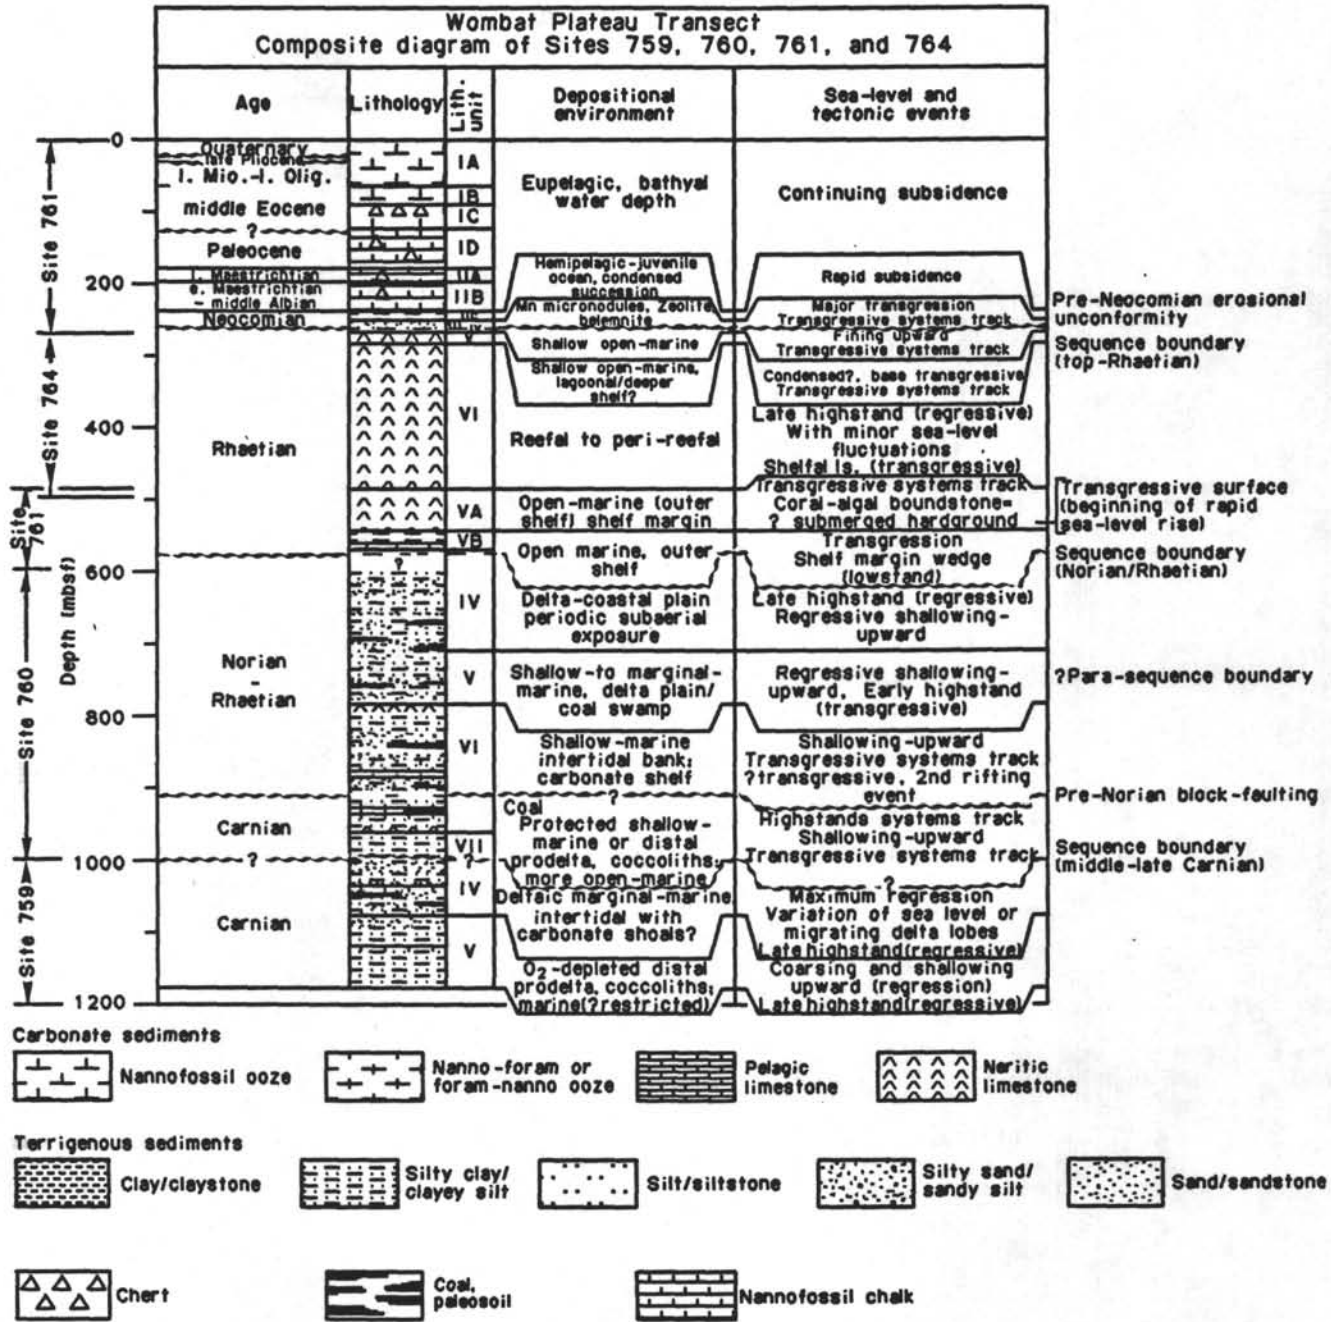 Wombat Plateau Transect
Composite diagram of Sites 759, 760, 761, and 764
Age
Lithology
Lith. unit
Depositional
environment
Sea-level and
tectonic events
Depth (mbsf)
0
200
400
600
800
1000
1200
Site 761
Site 764
Site
761
Site 760
Site 759
Quaternary
late Pliocene
l. Mio.-l. Olig.
middle Eocene
?
Paleocene
l. Maestrichtian
e. Maestrichtian
- middle Albian
Neocomian
Rhaetian
Norian
-
Rhaetian
Carnian
?
Carnian
?
IA
IB
IC
ID
IIA
IIB
V
VI
VA
VB
IV
V
VI
VII
?
IV
V
Eupelagic, bathyal
water depth
Hemipelagic-juvenile
ocean, condensed
succession
Mn micronodules, Zeolite,
belemnite
Shallow open-marine
Shallow open-marine,
lagoonal/deeper
shelf?
Reefal to peri-reefal
Open-marine (outer
shelf) shelf margin
Open marine, outer
shelf
Delta-coastal plain
periodic subaerial
exposure
Shallow-to marginal-
marine, delta plain/
coal swamp
Shallow-marine
intertidal bank;
carbonate shelf
?
Coal
Protected shallow-
marine or distal
prodelta, coccoliths;
more open-marine
Deltaic marginal-marine,
intertidal with
carbonate shoals?
O2-depleted distal
prodelta, coccoliths;
marine(?restricted)
Continuing subsidence
Rapid subsidence
Major transgression
Transgressive systems track
Fining upward
Transgressive systems track
Condensed?, base transgressive,
Transgressive systems track
Late highstand (regressive)
With minor sea-level
fluctuations
Shelfal ls. (transgressive)
Transgressive systems track
Coral-algal boundstone=
? submerged hardground
Transgression
Shelf margin wedge
(lowstand)
Late highstand (regressive)
Regressive shallowing-
upward
Regressive shallowing-
upward, Early highstand
(transgressive)
Shallowing-upward
Transgressive systems track
?transgressive, 2nd rifting
event
Highstands systems track
Shallowing-upward
Transgressive systems track
?
Maximum regression
Variation of sea level or
migrating delta lobes
Late highstand(regressive)
Coarsing and shallowing
upward (regression)
Late highstand(regressive)
Pre-Neocomian erosional
unconformity
Sequence boundary
(top-Rhaetian)
Transgressive surface
(beginning of rapid
sea-level rise)
Sequence boundary
(Norian/Rhaetian)
?Para-sequence boundary
Pre-Norian block-faulting
Sequence boundary
(middle-late Carnian)
Carbonate sediments
Nannofossil ooze
Nanno-foram or
foram-nanno ooze
Pelagic
limestone
Neritic
limestone
Terrigenous sediments
Clay/claystone
Silty clay/
clayey silt
Silt/siltstone
Silty sand/
sandy silt
Sand/sandstone
Chert
Coal,
paleosoil
Nannofossil chalk